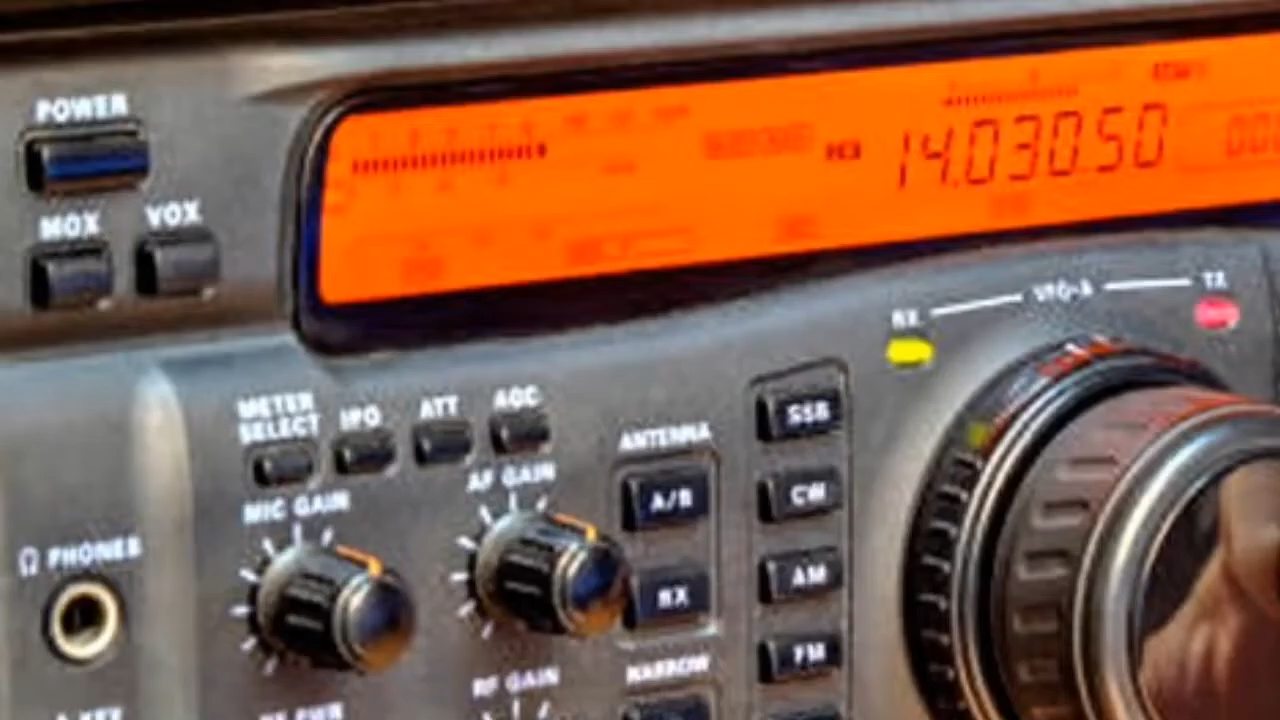 POWER
MOX VOX
14.030.50
RX VFO-A TX
METER
SELECT IPO ATT AGC
MIC GAIN AF GAIN
ANTENNA
A/B
RX
SSB
CW
AM
FM
PHONES
NARROW
RF GAIN